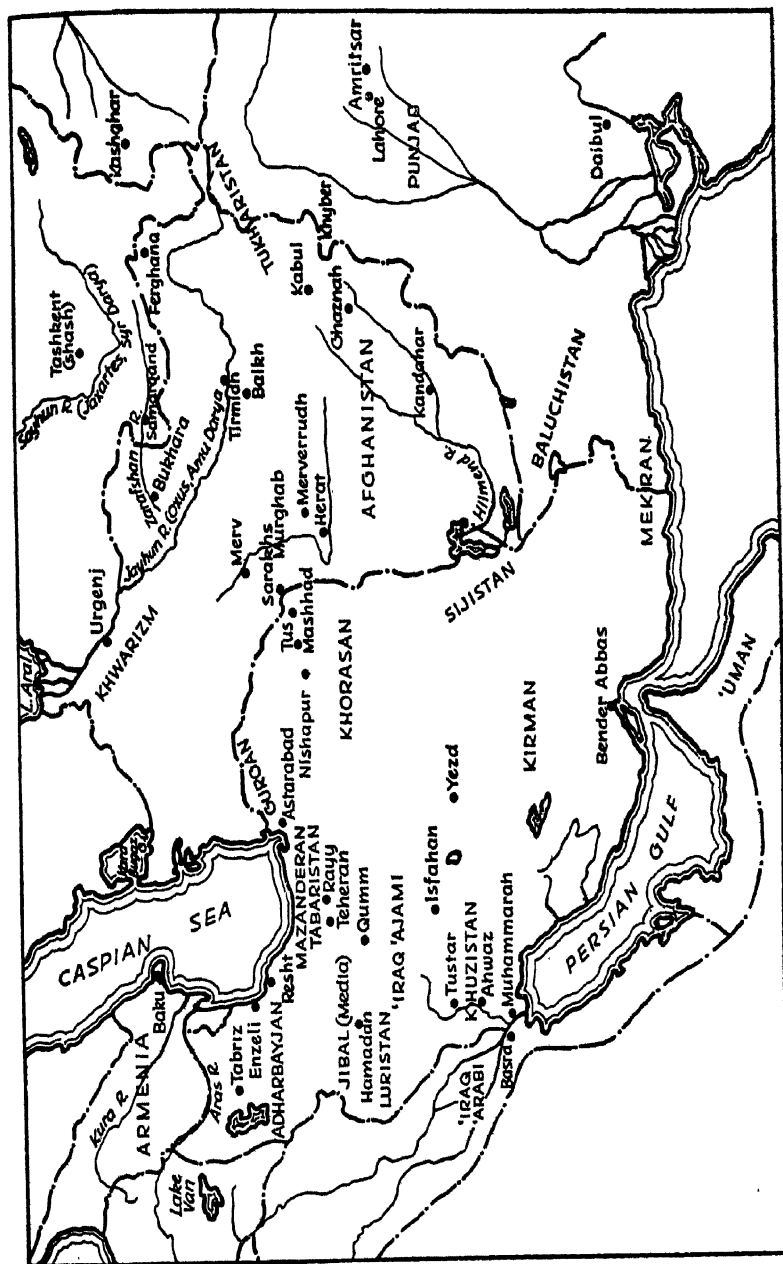 CASPIAN
SEA
Baku
ARMENIA
Kura R.
Aras R.
Lake
Van
Tabriz
Enzeli
ADHARBAYJAN
Resht
MAZANDERAN
TABARISTAN
Rayy
Teheran
Qumm
JIBAL (Media)
Hamadan
LURISTAN
'IRAQ 'AJAMI
Isfahan
Yezd
Tustar
KHUZISTAN
Ahwaz
Muhammarah
Basra
'IRAQ
ARABI
PERSIAN GULF
'UMAN
Bender Abbas
KIRMAN
L. Aral
Urgenj
KHWARIZM
GURGAN
Astarabad
Nishapur
Tus
Mashhad
KHORASAN
Merv
Sarakhs
Murghab
Merverrudh
Herat
SIJISTAN
Hilmend R.
AFGHANISTAN
Kandahar
Ghaznah
Kabul
Khyber
TUKHARISTAN
Balkh
Tirmidh
Jayhun R. (Oxus, Amu Darya)
Bukhara
Zarafshan R.
Samarqand
Sayhun R. (Jaxartes, Syr Darya)
Tashkent
(Shash)
Ferghana
Kashghar
Amritsar
Lahore
PUNJAB
Daibul
BALUCHISTAN
MEKRAN